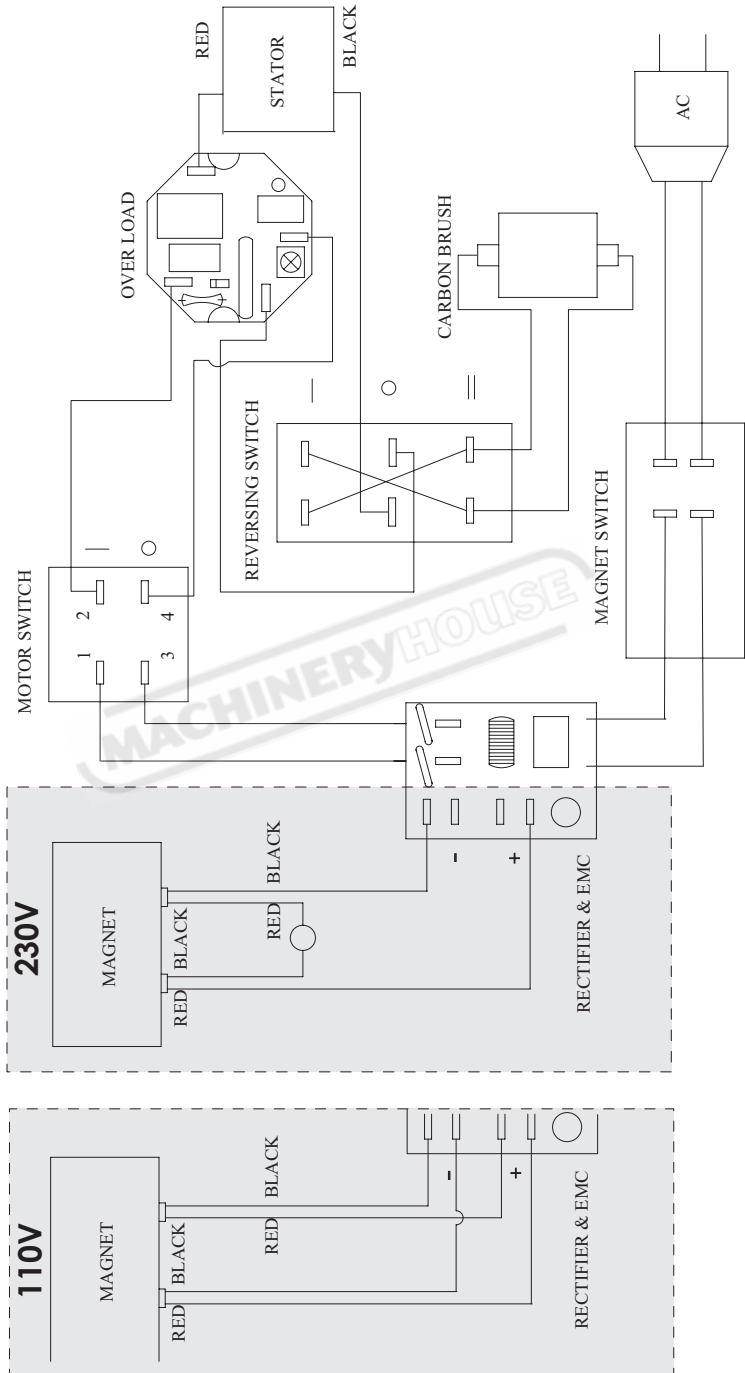 RED
BLACK
STATOR
AC
OVER LOAD
CARBON BRUSH
REVERSING SWITCH
MAGNET SWITCH
MOTOR SWITCH
1
2
3
4
MACHINERYHOUSE
230V
MAGNET
RED
BLACK
RED
BLACK
-
+
RECTIFIER & EMC
110V
MAGNET
RED
BLACK
RED
BLACK
-
+
RECTIFIER & EMC